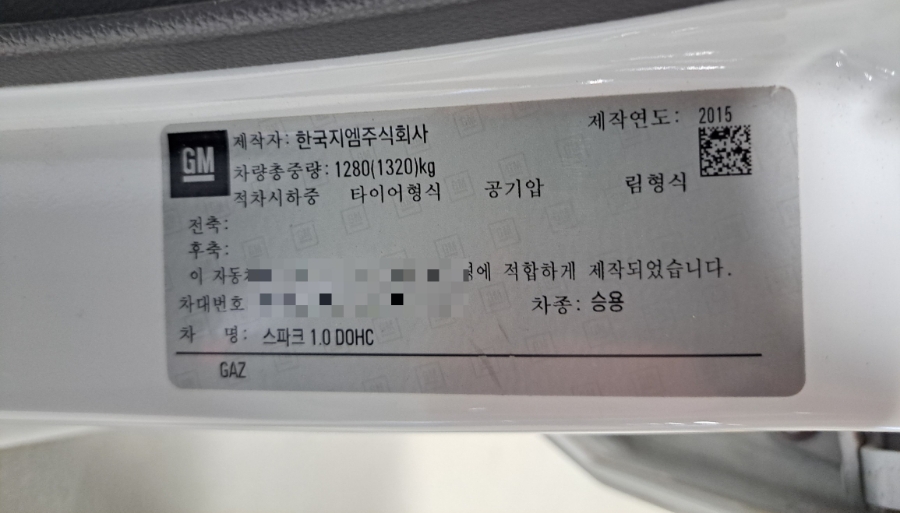 GM
제작자: 한국지엠주식회사 제작연도: 2015
차량총중량: 1280(1320)kg
적차시하중 타이어형식 공기압 림형식
전축:
후축:
이 자동 에 적합하게 제작되었습니다.
차대번호 차종: 승용
차 명: 스파크 1.0 DOHC
GAZ